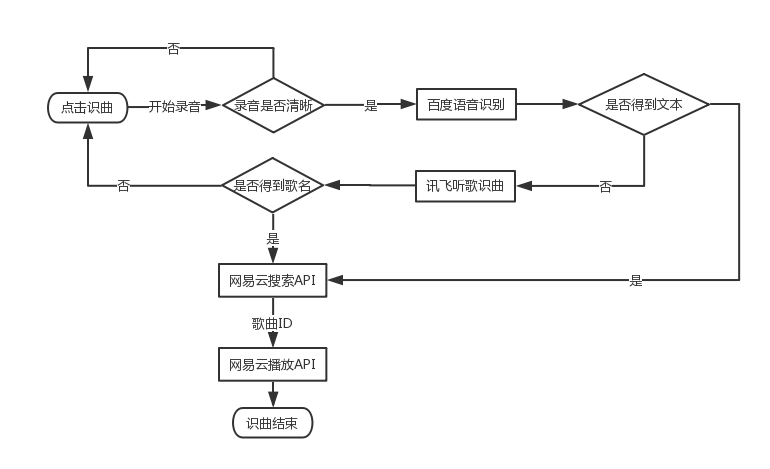 否
点击识曲
开始录音
录音是否清晰
是
百度语音识别
是否得到文本
否
是否得到歌名
讯飞听歌识曲
否
是
网易云搜索API
是
歌曲ID
网易云播放API
识曲结束